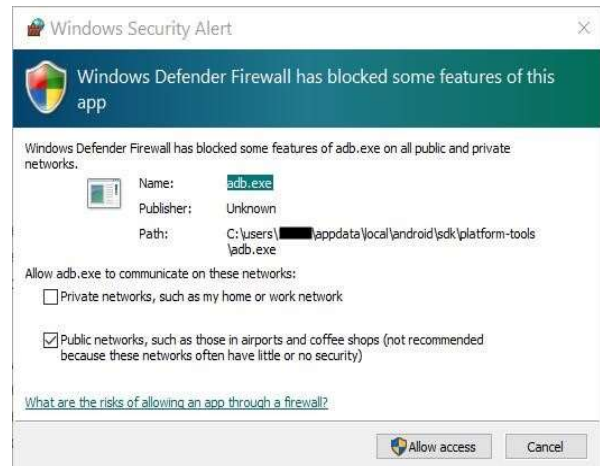 Windows Security Alert
Windows Defender Firewall has blocked some features of this
app
Windows Defender Firewall has blocked some features of adb.exe on all public and private
networks.
Name: adb.exe
Publisher: Unknown
Path: C:\users\ \appdata\local\android\sdk\platform-tools
\adb.exe
Allow adb.exe to communicate on these networks:
Private networks, such as my home or work network
Public networks, such as those in airports and coffee shops (not recommended
because these networks often have little or no security)
What are the risks of allowing an app through a firewall?
Allow access Cancel